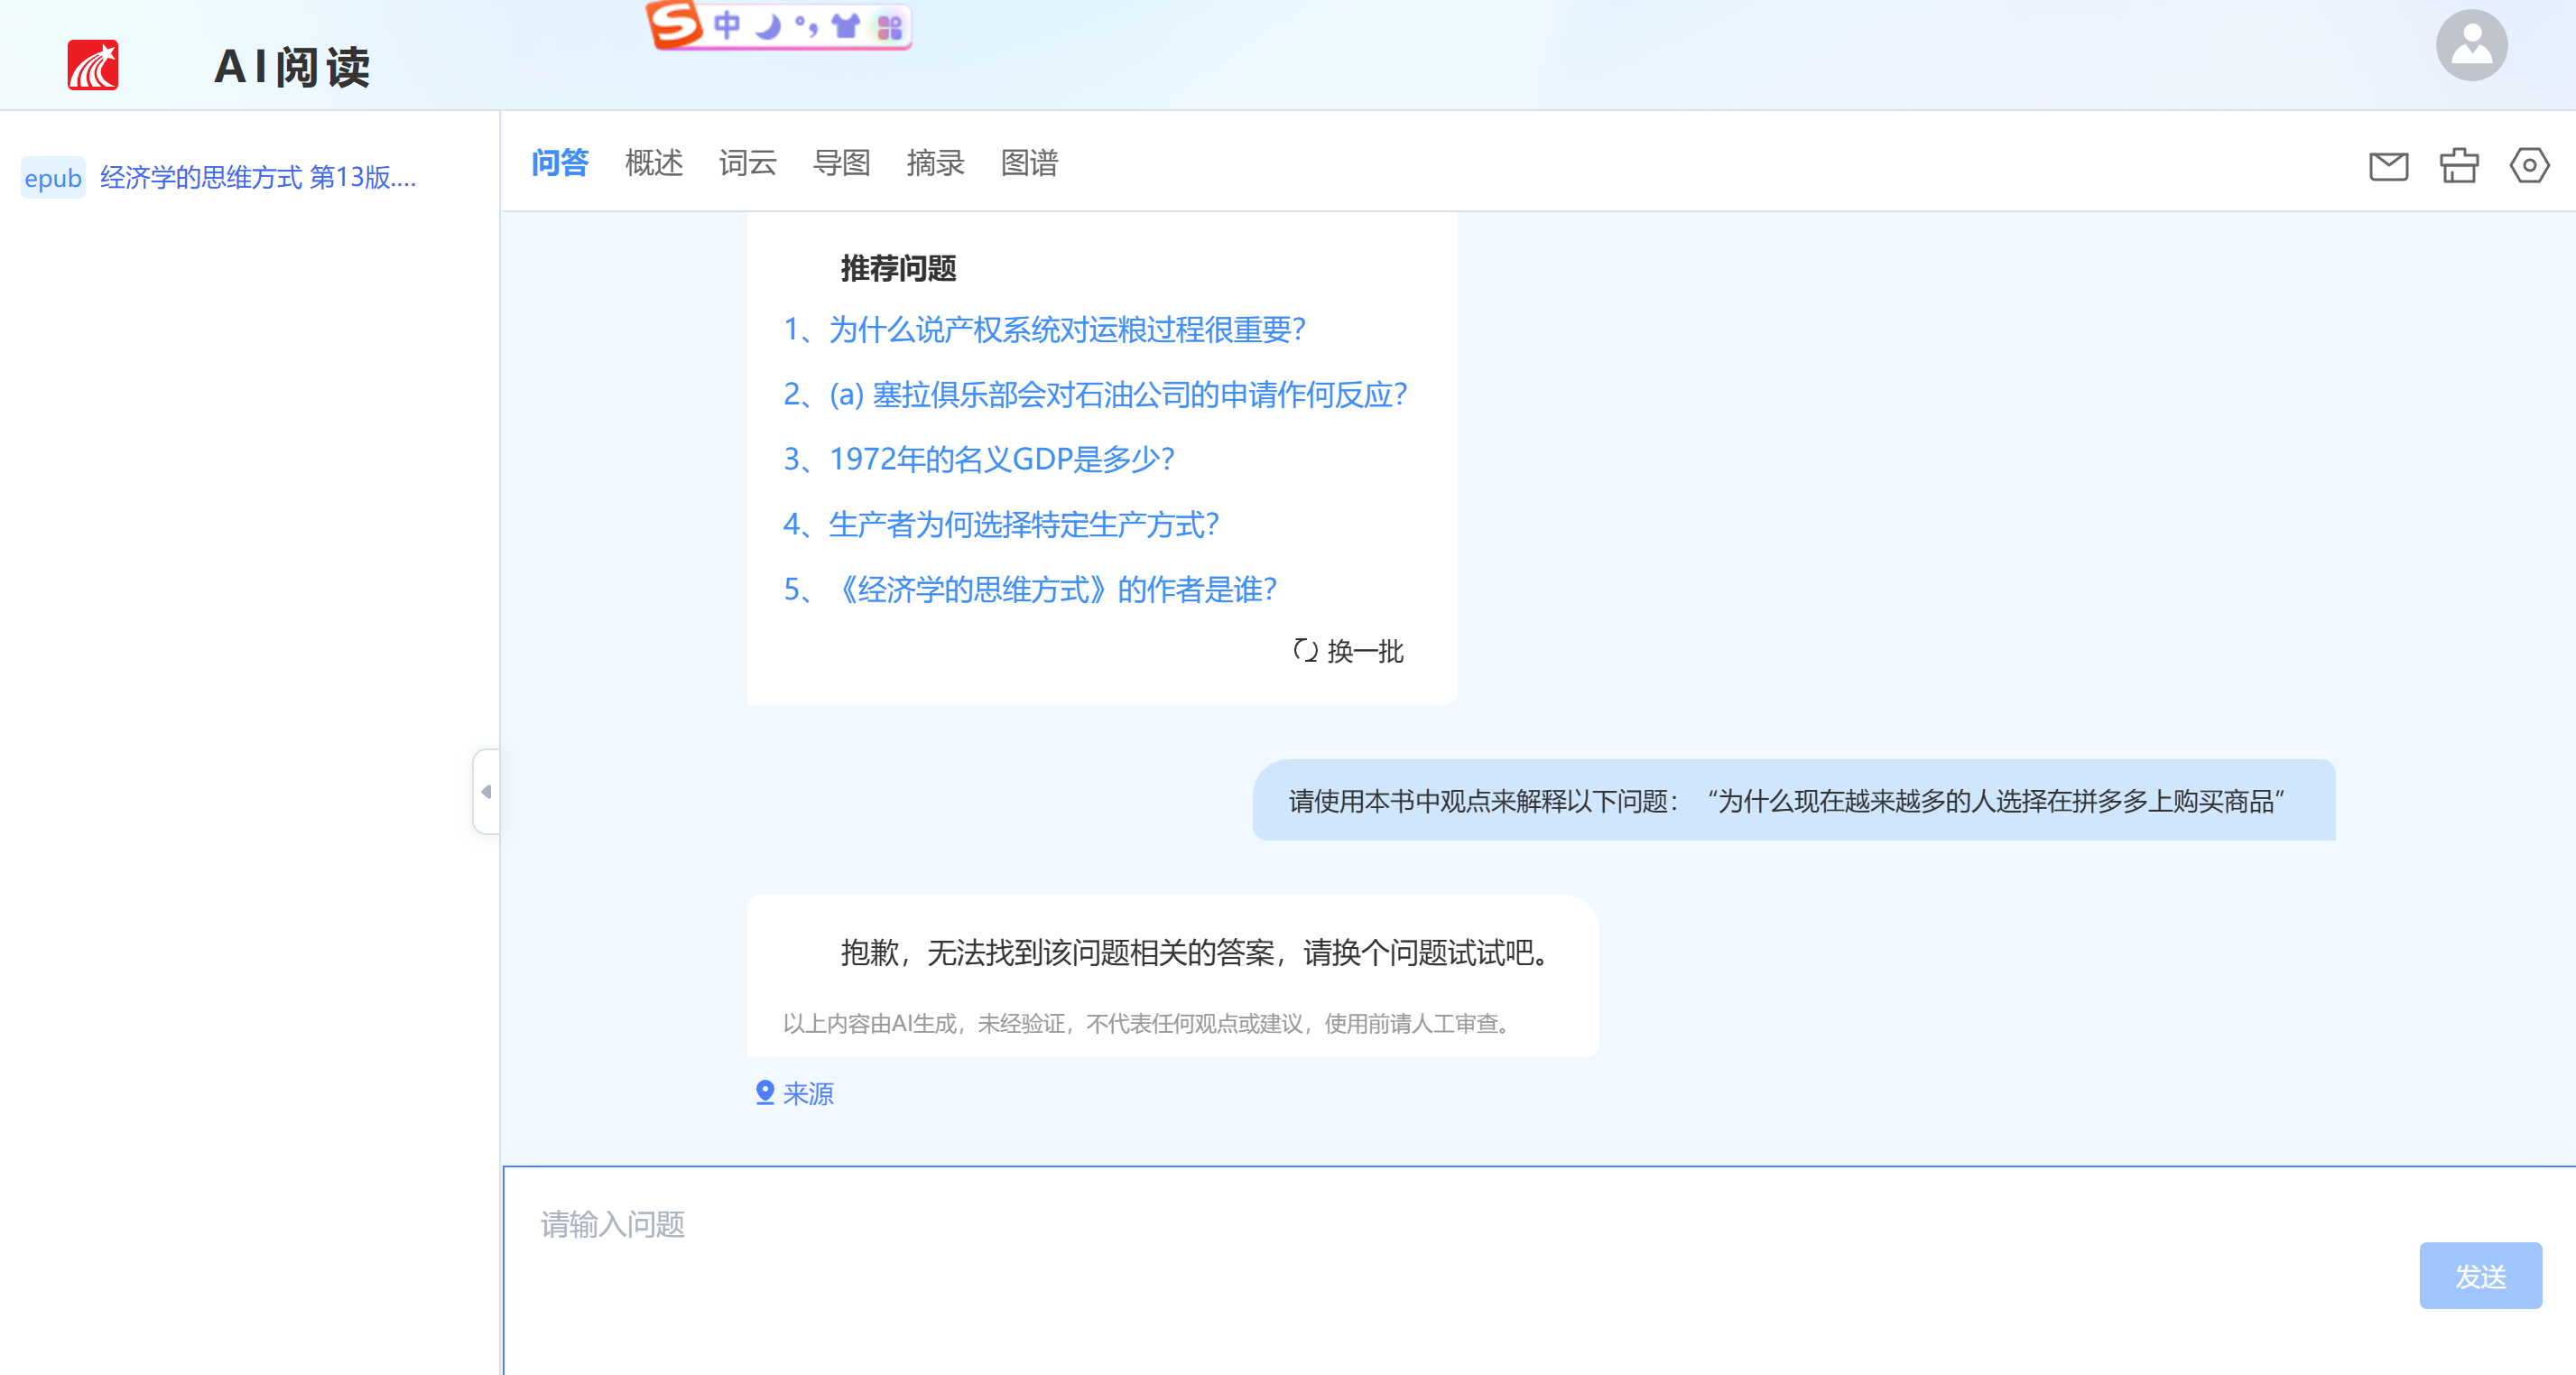 中
AI阅读
epub 经济学的思维方式 第13版....
问答 概述 词云 导图 摘录 图谱
推荐问题
1、为什么说产权系统对运粮过程很重要？
2、(a) 塞拉俱乐部会对石油公司的申请作何反应？
3、1972年的名义GDP是多少？
4、生产者为何选择特定生产方式？
5、《经济学的思维方式》的作者是谁？
换一批
请使用本书中观点来解释以下问题：“为什么现在越来越多的人选择在拼多多上购买商品”
抱歉，无法找到该问题相关的答案，请换个问题试试吧。
以上内容由AI生成，未经验证，不代表任何观点或建议，使用前请人工审查。
来源
请输入问题
发送